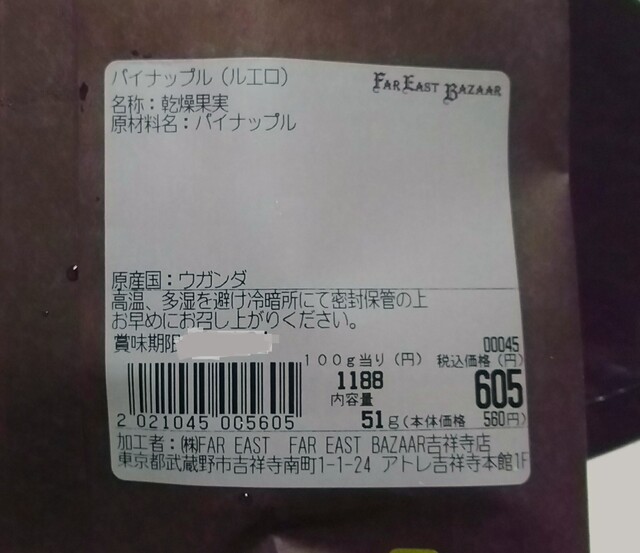 パイナップル(ルエロ)
FAR EAST BAZAAR
名称:乾燥果実
原材料名:パイナップル
原産国:ウガンダ
高温、多湿を避け冷暗所にて密封保管の上
お早めにお召し上がりください。
賞味期限
00045
100g当り(円) 税込価格(円)
1188 605
内容量
51g(本体価格 560円)
2 021045 005605
加工者:㈱FAR EAST FAR EAST BAZAAR吉祥寺店
東京都武蔵野市吉祥寺南町1-1-24 アトレ吉祥寺本館1F